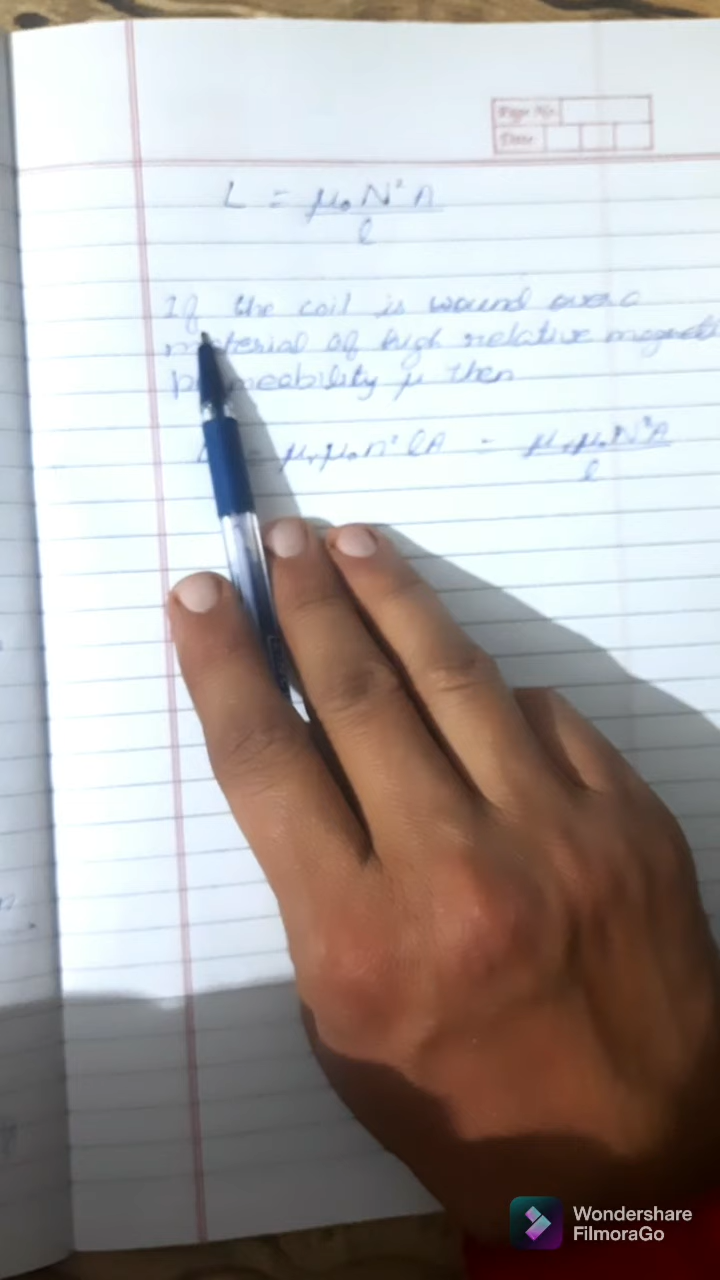 Page No.
Date
L = μ₀N²A
l
If the coil is wound over a
material of high relative magneti
permeability μ then
= μᵣμ₀n²lA = μᵣμ₀N²A
l
Wondershare
FilmoraGo